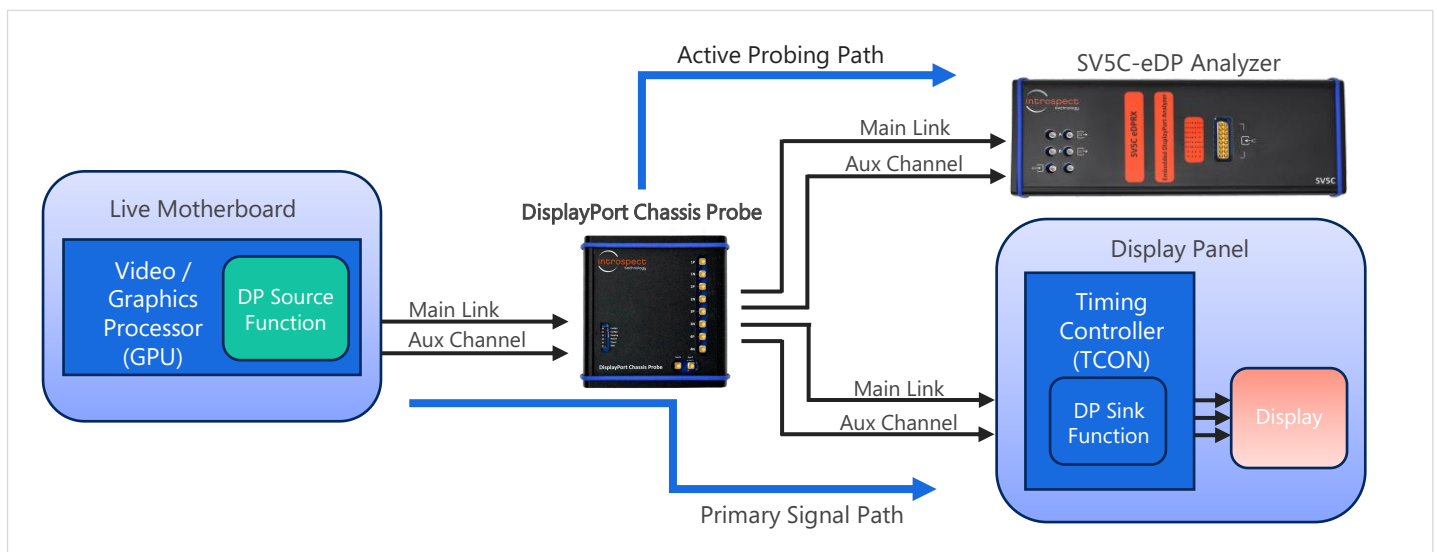 Active Probing Path
SV5C-eDP Analyzer
introspect
technology
SV5C eDPRX
Embedded DisplayPort Analyzer
SV5C
Main Link
Aux Channel
Live Motherboard
Video /
Graphics
Processor
(GPU)
DP Source
Function
Main Link
Aux Channel
DisplayPort Chassis Probe
introspect
technology
DisplayPort Chassis Probe
Display Panel
Timing
Controller
(TCON)
DP Sink
Function
Display
Main Link
Aux Channel
Primary Signal Path